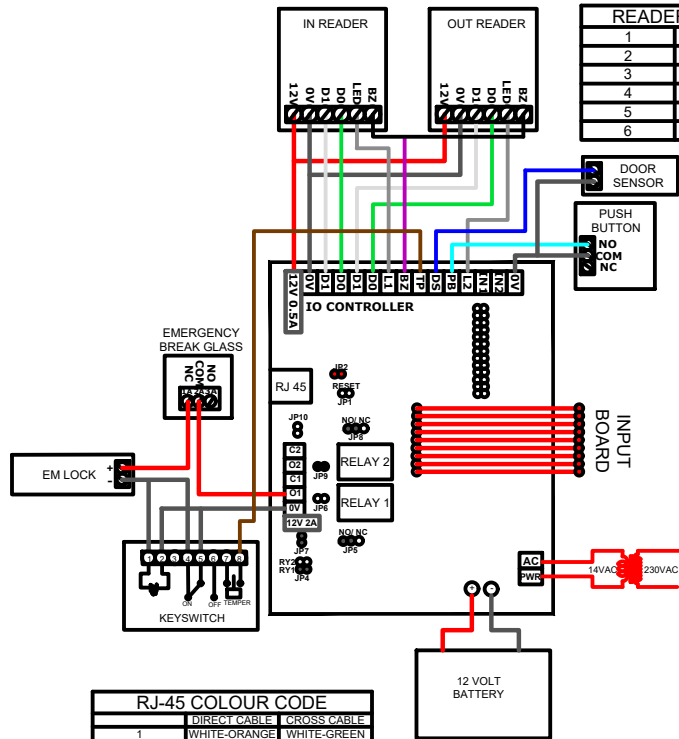 IN READER
OUT READER
12V 0V D1 D0 LED BZ
12V 0V D1 D0 LED BZ
READER
1
2
3
4
5
6
DOOR
SENSOR
PUSH
BUTTON
NO
COM
NC
12V 0.5A 0V D1 D0 D1 D0 L1 BZ TP DS PB L2 IN1 IN2 0V
IO CONTROLLER
EMERGENCY
BREAK GLASS
NC COM NO
RJ 45
JP2
RESET
JP1
JP10
NO/ NC
JP8
C2
O2
C1
O1
0V
12V 2A
JP9
RELAY 2
JP6
RELAY 1
JP7
NO/ NC
JP5
RY2
RY1
JP4
INPUT
BOARD
EM LOCK
+
-
1 2 3 4 5 6 7 8
ON
OFF
TEMPER
KEYSWITCH
AC
PWR
14VAC
230VAC
+
-
12 VOLT
BATTERY
RJ-45 COLOUR CODE
DIRECT CABLE CROSS CABLE
1 WHITE-ORANGE WHITE-GREEN